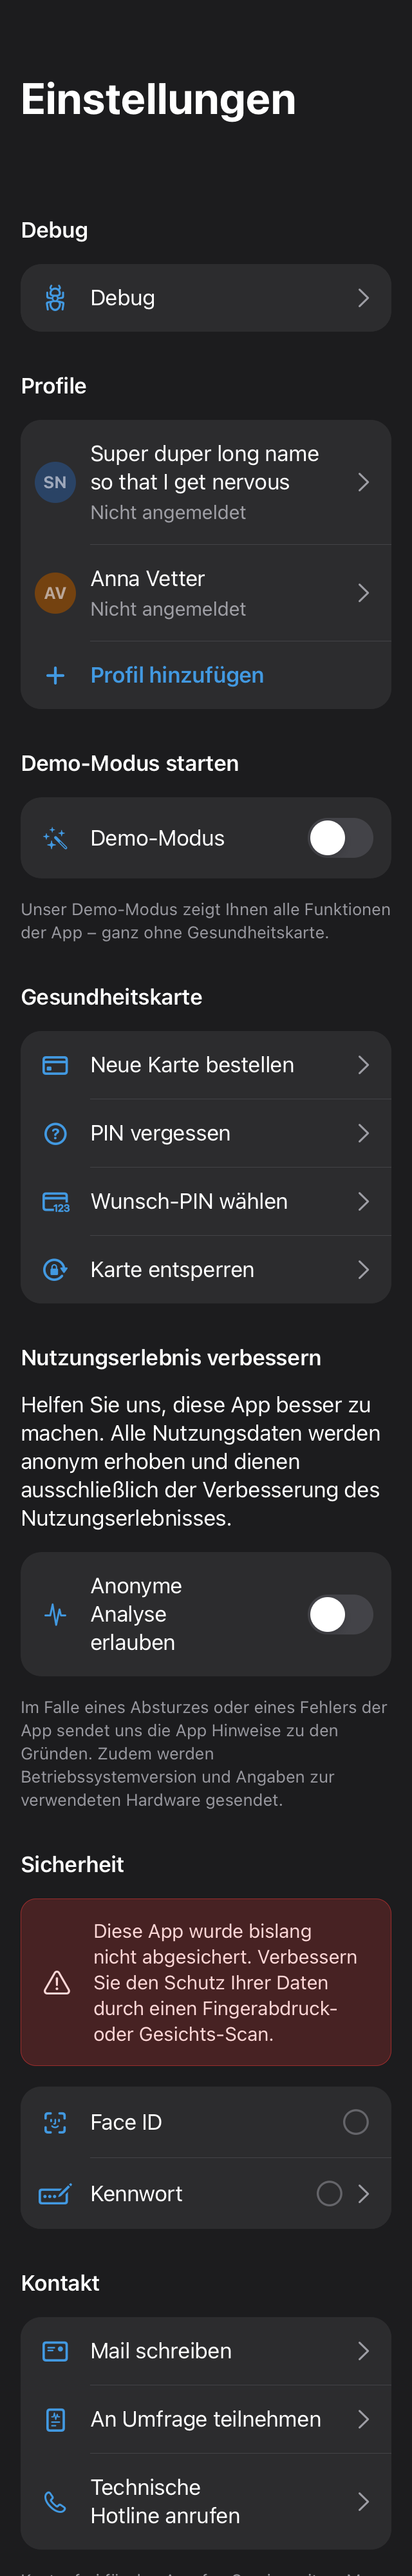 Einstellungen
Debug
Debug
Profile
SN
Super duper long name
so that I get nervous
Nicht angemeldet
AV
Anna Vetter
Nicht angemeldet
Profil hinzufügen
Demo-Modus starten
Demo-Modus
Unser Demo-Modus zeigt Ihnen alle Funktionen
der App – ganz ohne Gesundheitskarte.
Gesundheitskarte
Neue Karte bestellen
PIN vergessen
123
Wunsch-PIN wählen
Karte entsperren
Nutzungserlebnis verbessern
Helfen Sie uns, diese App besser zu
machen. Alle Nutzungsdaten werden
anonym erhoben und dienen
ausschließlich der Verbesserung des
Nutzungserlebnisses.
Anonyme
Analyse
erlauben
Im Falle eines Absturzes oder eines Fehlers der
App sendet uns die App Hinweise zu den
Gründen. Zudem werden
Betriebssystemversion und Angaben zur
verwendeten Hardware gesendet.
Sicherheit
Diese App wurde bislang
nicht abgesichert. Verbessern
Sie den Schutz Ihrer Daten
durch einen Fingerabdruck-
oder Gesichts-Scan.
Face ID
Kennwort
Kontakt
Mail schreiben
An Umfrage teilnehmen
Technische
Hotline anrufen